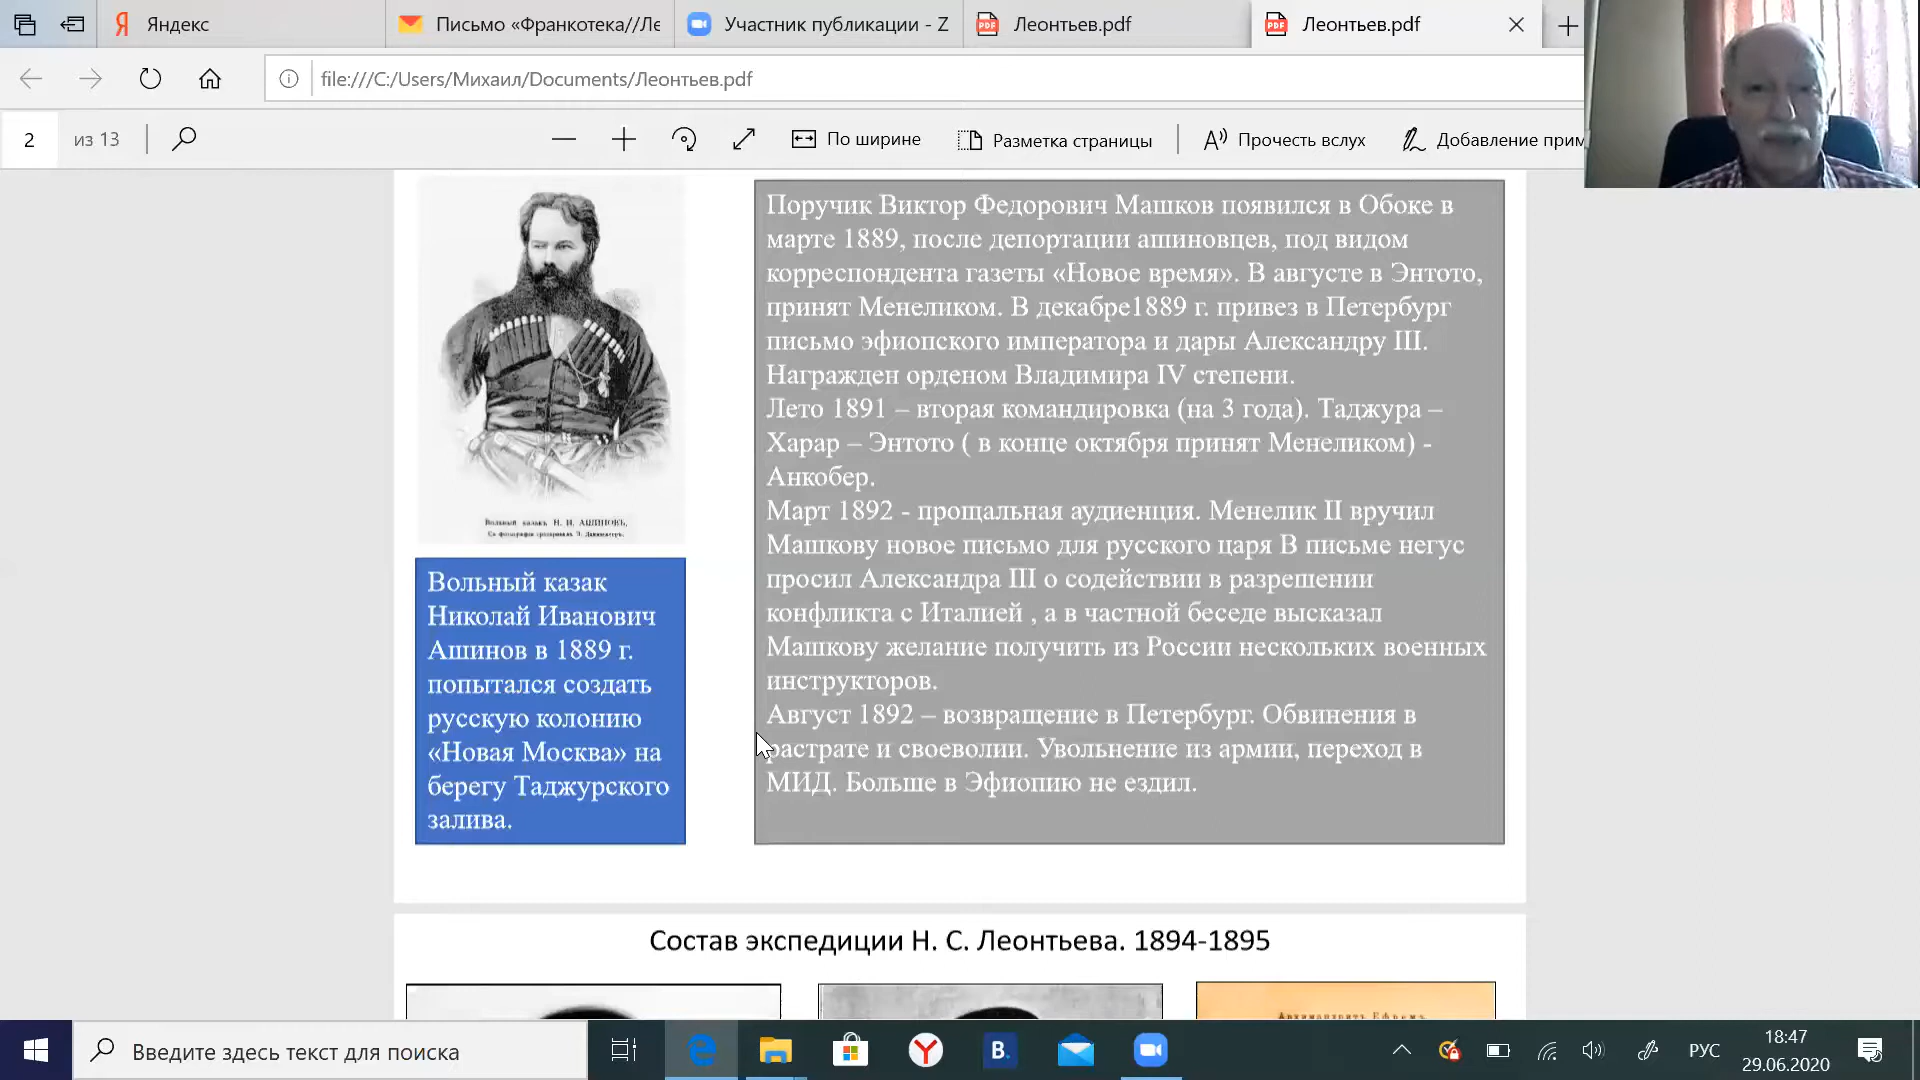 Яндекс
Письмо «Франкотека//Ле
Участник публикации - Z
Леонтьев.pdf
Леонтьев.pdf
file:///C:/Users/Михаил/Documents/Леонтьев.pdf
2 из 13
По ширине
Разметка страницы
Прочесть вслух
Добавление прим
Вольный казакъ Н. И. АШИНОВЪ,
Вольный казак
Николай Иванович
Ашинов в 1889 г.
попытался создать
русскую колонию
«Новая Москва» на
берегу Таджурского
залива.
Поручик Виктор Федорович Машков появился в Обоке в
марте 1889, после депортации ашиновцев, под видом
корреспондента газеты «Новое время». В августе в Энтото,
принят Менеликом. В декабре1889 г. привез в Петербург
письмо эфиопского императора и дары Александру III.
Награжден орденом Владимира IV степени.
Лето 1891 – вторая командировка (на 3 года). Таджура –
Харар – Энтото ( в конце октября принят Менеликом) -
Анкобер.
Март 1892 - прощальная аудиенция. Менелик II вручил
Машкову новое письмо для русского царя В письме негус
просил Александра III о содействии в разрешении
конфликта с Италией , а в частной беседе высказал
Машкову желание получить из России нескольких военных
инструкторов.
Август 1892 – возвращение в Петербург. Обвинения в
растрате и своеволии. Увольнение из армии, переход в
МИД. Больше в Эфиопию не ездил.
Состав экспедиции Н. С. Леонтьева. 1894-1895
Архимандритъ Ефремъ
Введите здесь текст для поиска
B.
РУС
18:47
29.06.2020